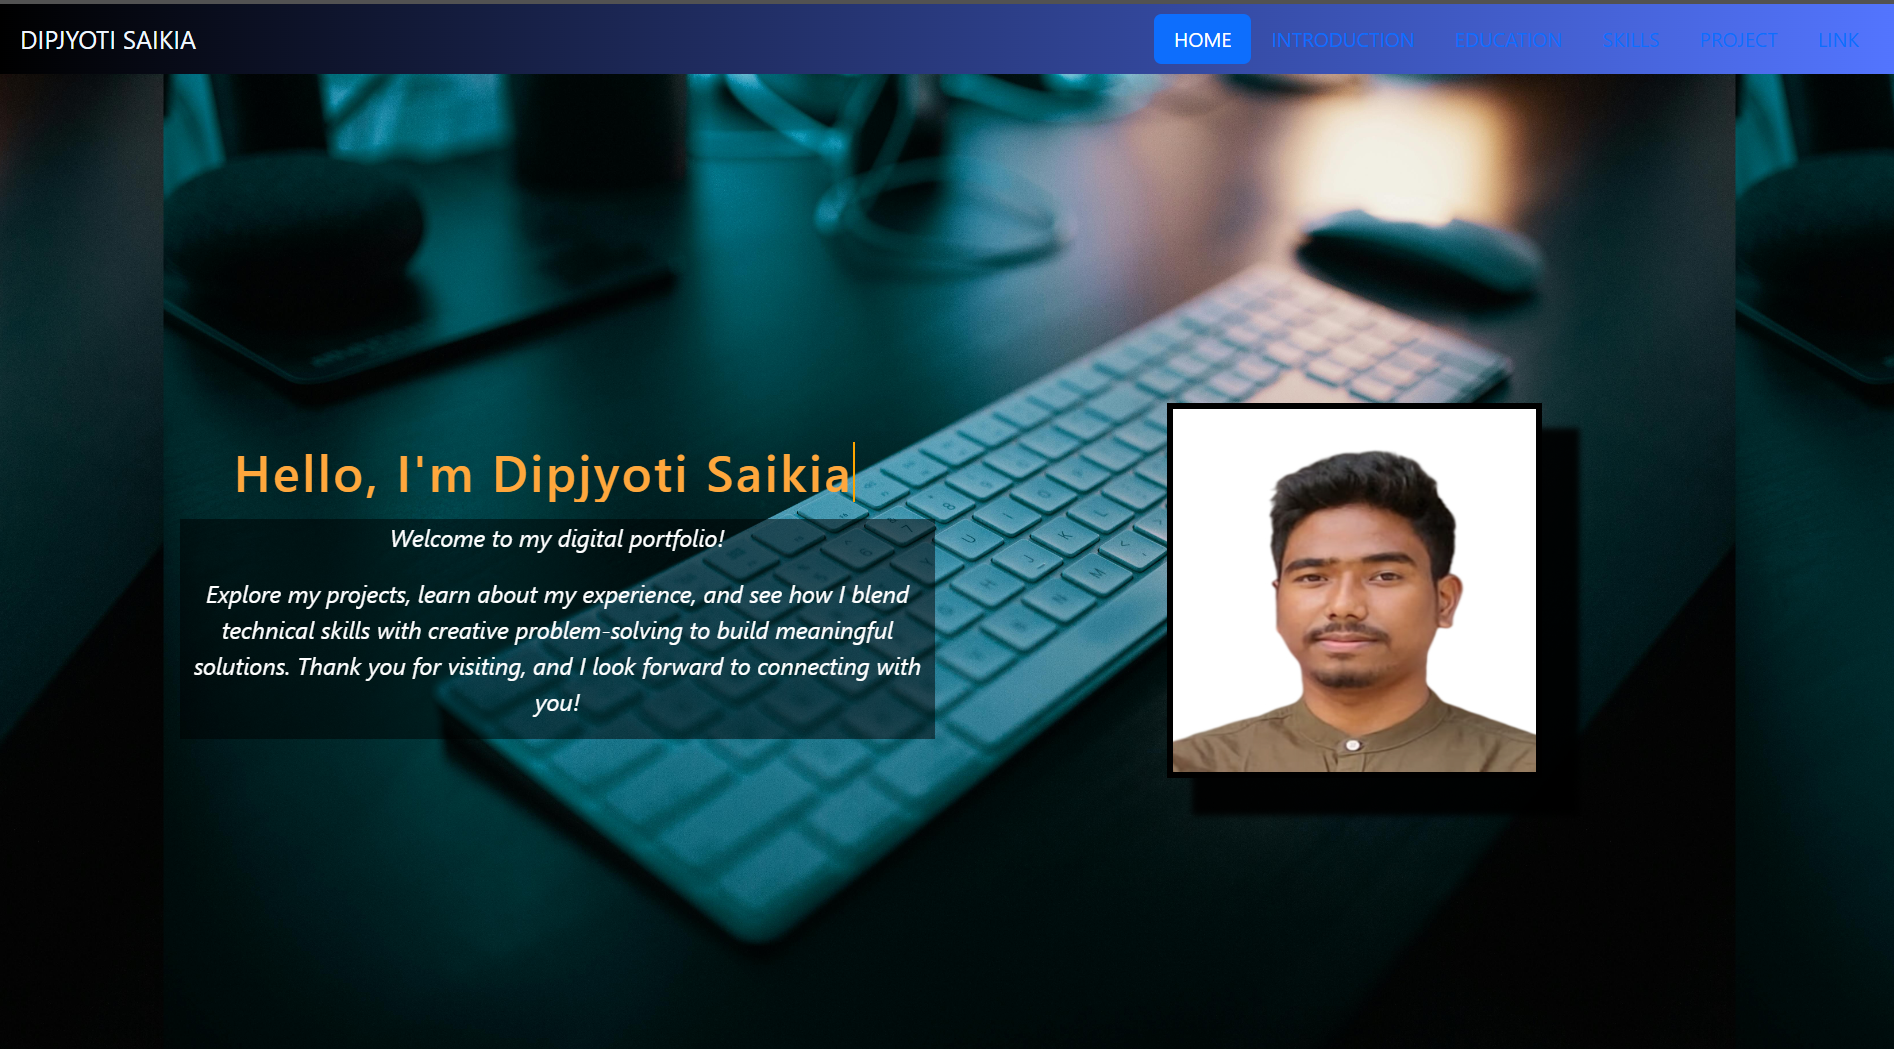 DIPJYOTI SAIKIA
HOME INTRODUCTION EDUCATION SKILLS PROJECT LINK
Hello, I'm Dipjyoti Saikia
Welcome to my digital portfolio!
Explore my projects, learn about my experience, and see how I blend
technical skills with creative problem-solving to build meaningful
solutions. Thank you for visiting, and I look forward to connecting with
you!